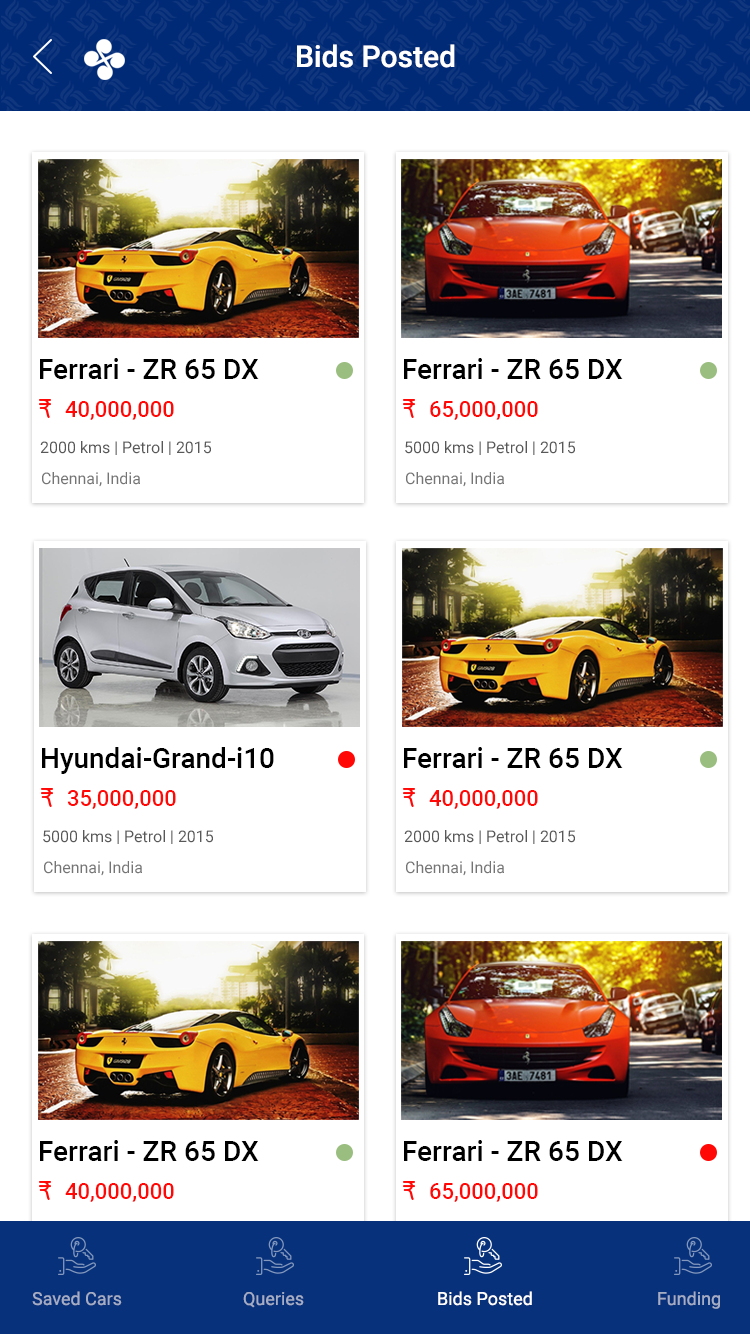 Bids Posted
Ferrari - ZR 65 DX
₹ 40,000,000
2000 kms | Petrol | 2015
Chennai, India
3AE 7481
Ferrari - ZR 65 DX
₹ 65,000,000
5000 kms | Petrol | 2015
Chennai, India
Hyundai-Grand-i10
₹ 35,000,000
5000 kms | Petrol | 2015
Chennai, India
Ferrari - ZR 65 DX
₹ 40,000,000
2000 kms | Petrol | 2015
Chennai, India
Ferrari - ZR 65 DX
₹ 40,000,000
3AE 7481
Ferrari - ZR 65 DX
₹ 65,000,000
Saved Cars
Queries
Bids Posted
Funding